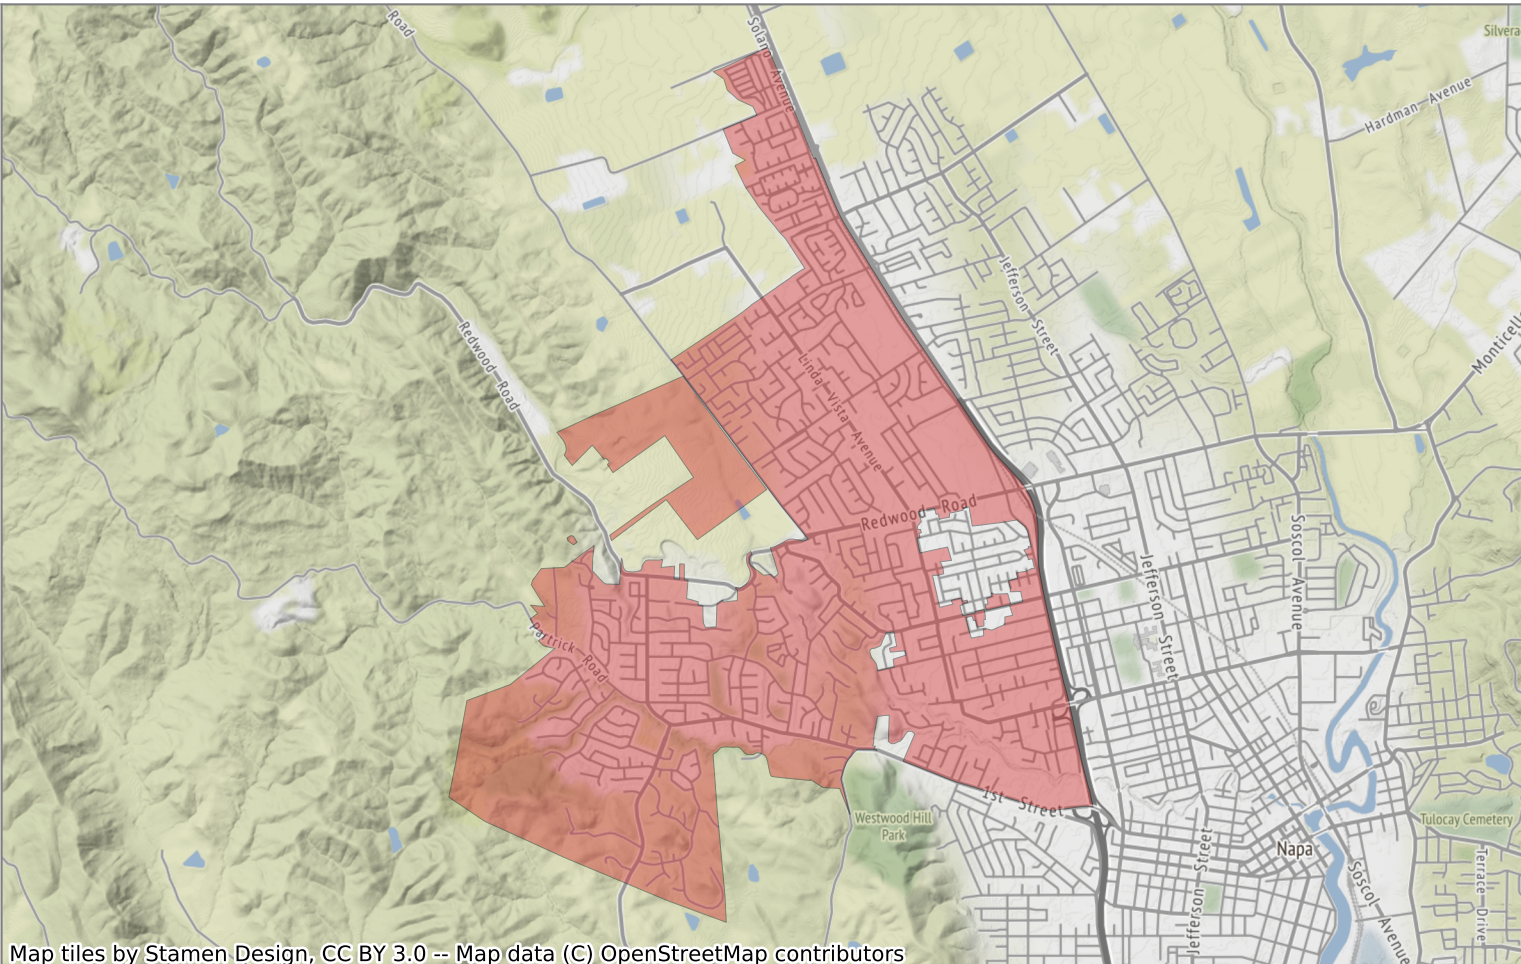 Road
Solano Avenue
Silvera
Hardman Avenue
Jefferson Street
Redwood Road
Monticell
Linda Vista Avenue
Redwood Road
Soscol Avenue
Jefferson Street
Partrick Road
1st Street
Westwood Hill
Park
Tulocay Cemetery
Napa
Jefferson Street
Soscol Avenue
Terrace Drive
Map tiles by Stamen Design, CC BY 3.0 -- Map data (C) OpenStreetMap contributors